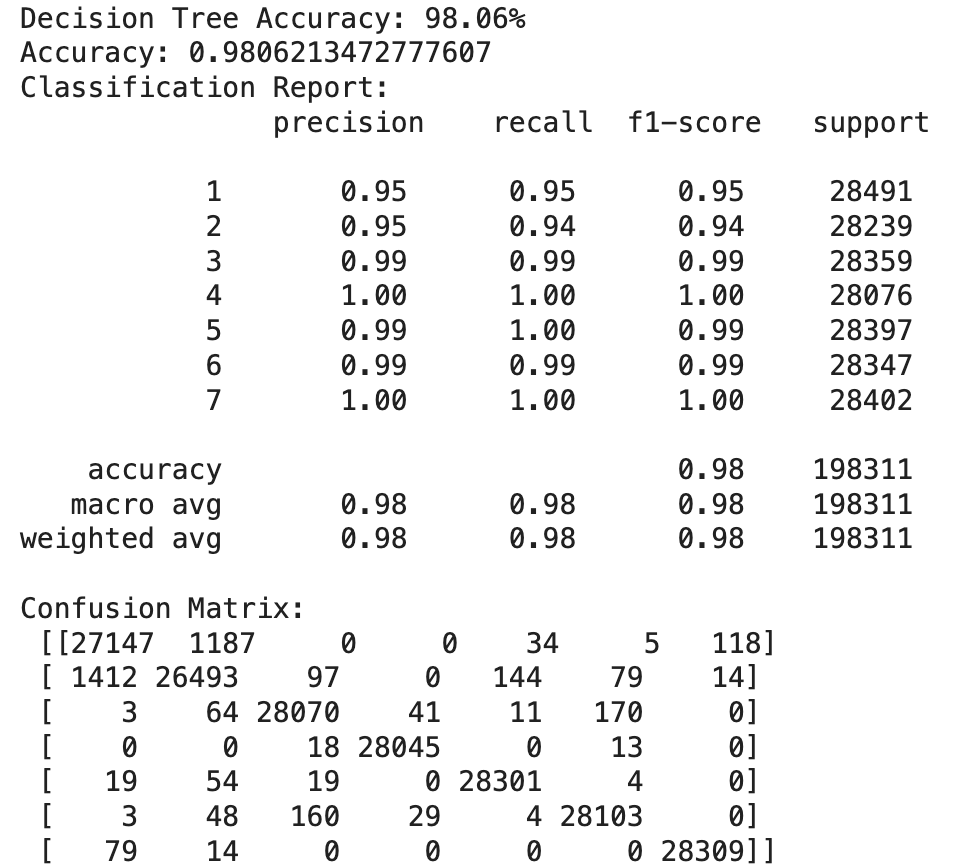 Decision Tree Accuracy: 98.06%
Accuracy: 0.9806213472777607
Classification Report:
              precision    recall  f1-score   support

           1       0.95      0.95      0.95     28491
           2       0.95      0.94      0.94     28239
           3       0.99      0.99      0.99     28359
           4       1.00      1.00      1.00     28076
           5       0.99      1.00      0.99     28397
           6       0.99      0.99      0.99     28347
           7       1.00      1.00      1.00     28402

    accuracy                           0.98    198311
   macro avg       0.98      0.98      0.98    198311
weighted avg       0.98      0.98      0.98    198311

Confusion Matrix:
 [[27147  1187     0     0    34     5   118]
 [ 1412 26493    97     0   144    79    14]
 [    3    64 28070    41    11   170     0]
 [    0     0    18 28045     0    13     0]
 [   19    54    19     0 28301     4     0]
 [    3    48   160    29     4 28103     0]
 [   79    14     0     0     0     0 28309]]